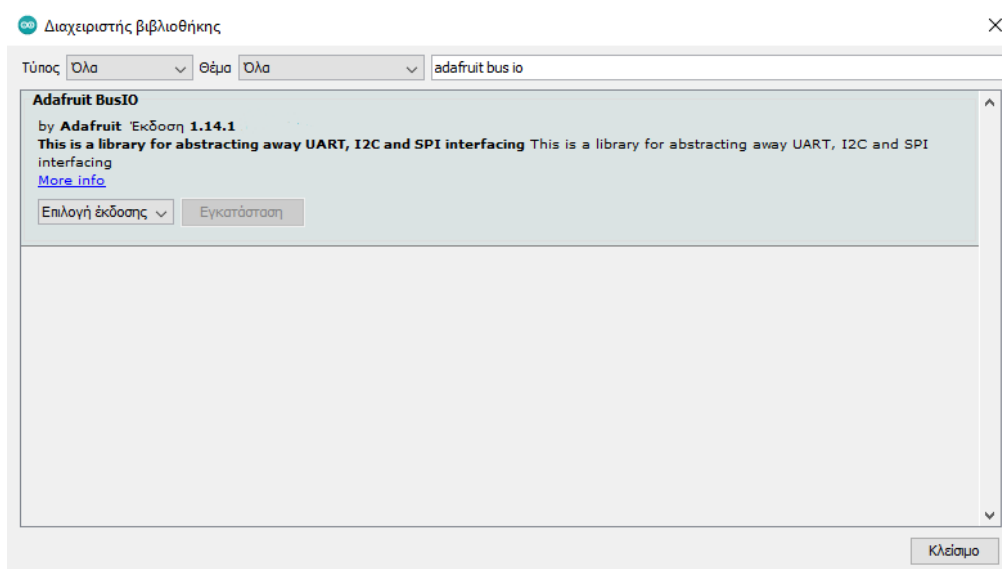 Διαχειριστής βιβλιοθήκης
Τύπος Όλα Θέμα Όλα adafruit bus io
Adafruit BusIO
by Adafruit Έκδοση 1.14.1
This is a library for abstracting away UART, I2C and SPI interfacing This is a library for abstracting away UART, I2C and SPI
interfacing
More info
Επιλογή έκδοσης Εγκατάσταση
Κλείσιμο